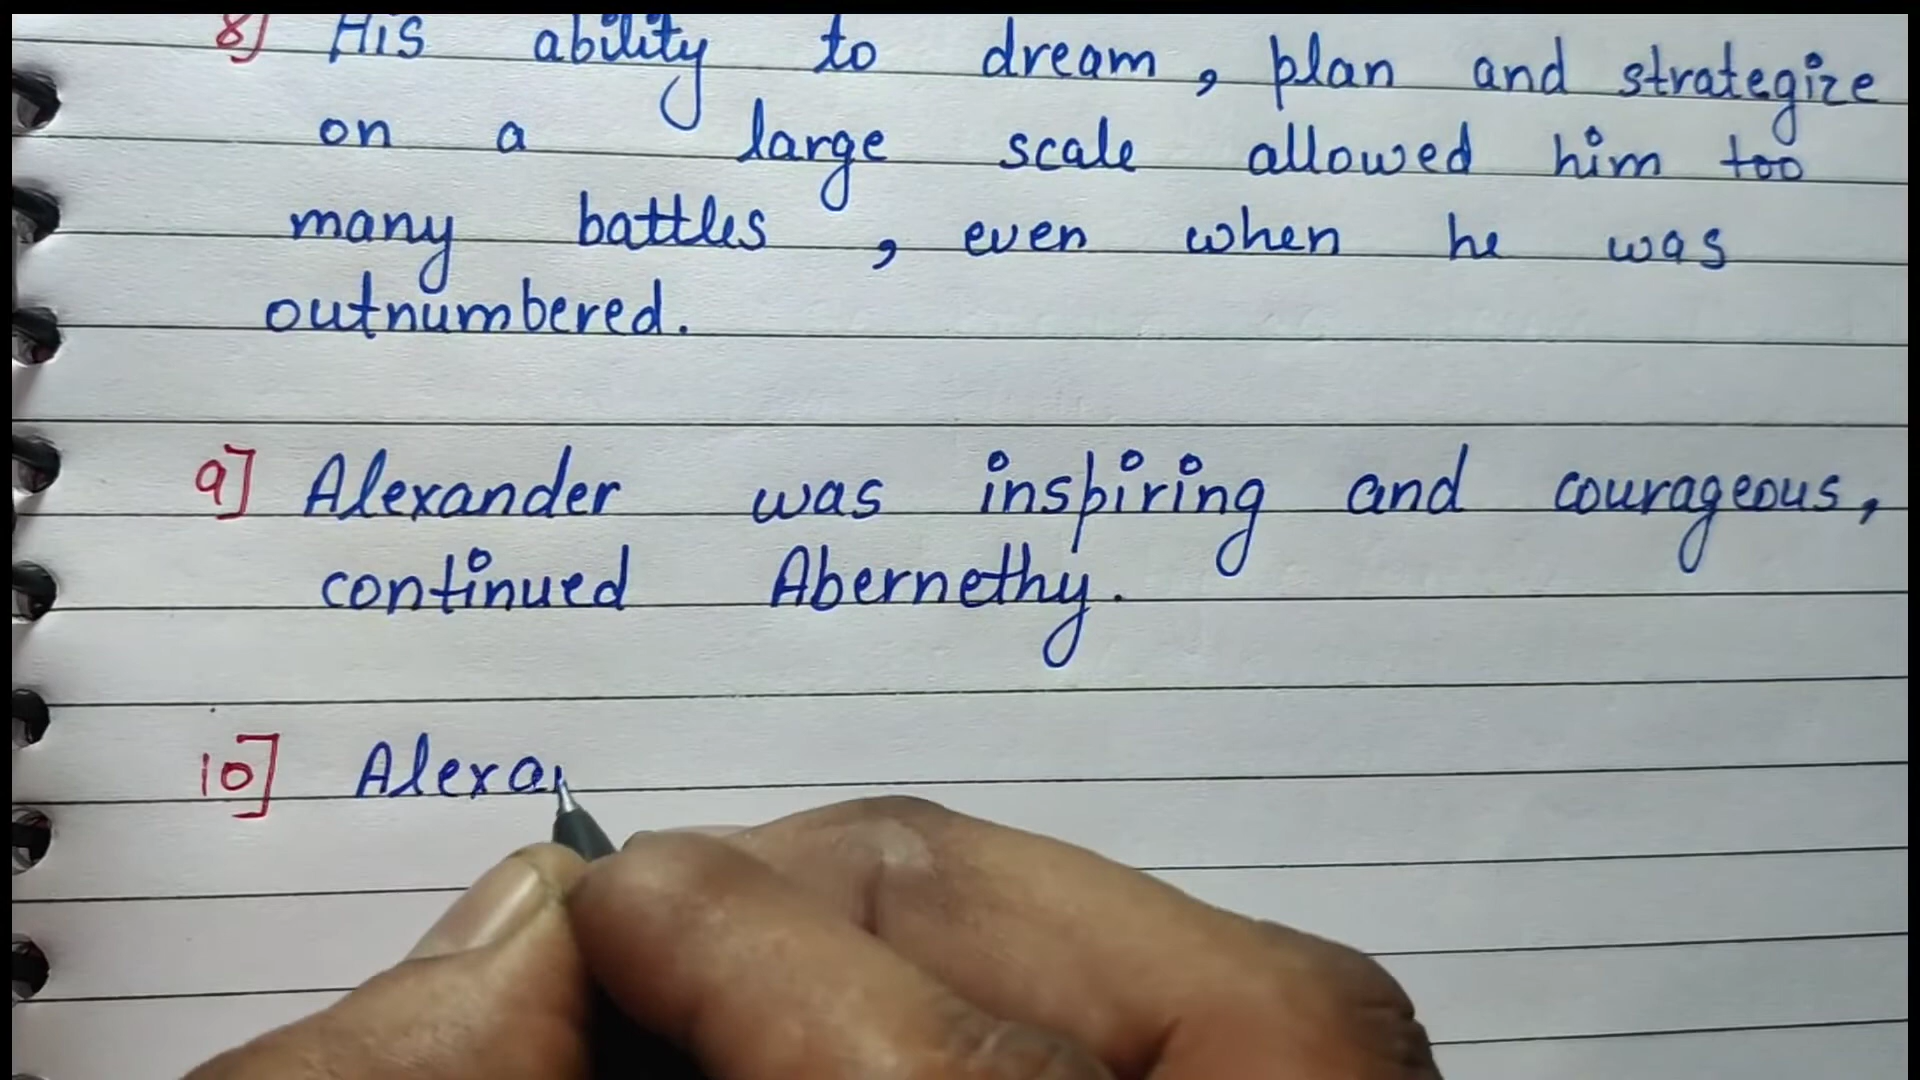 8] His ability to dream, plan and strategize
on a large scale allowed him too
many battles, even when he was
outnumbered.
9] Alexander was inspiring and courageous,
continued Abernethy.
10] Alexa